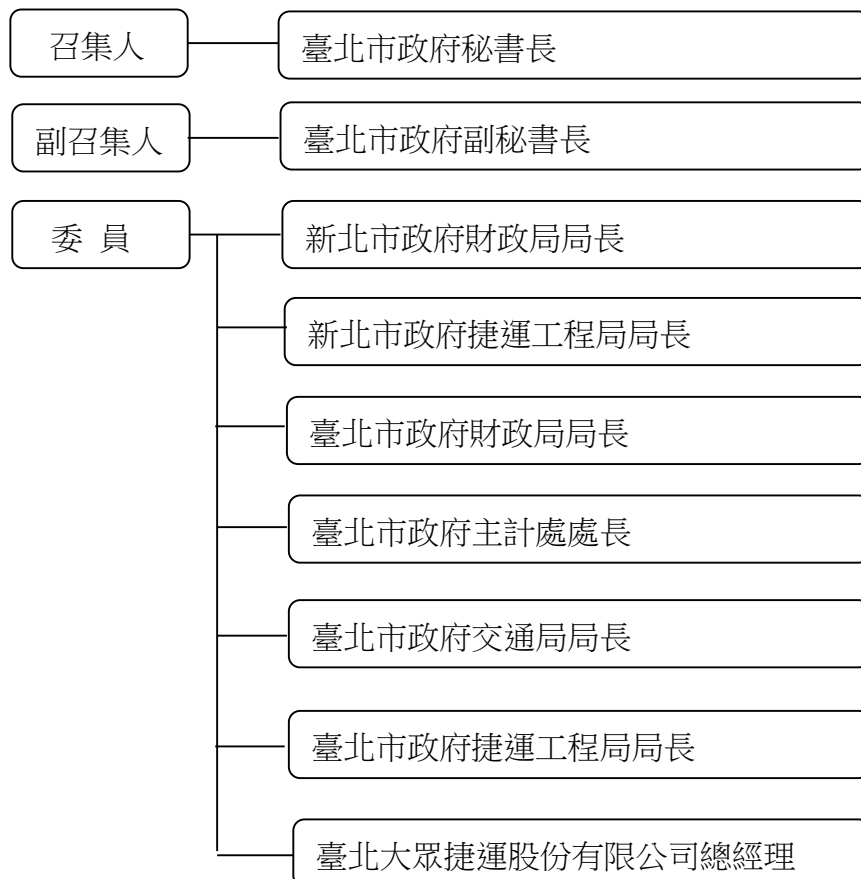 召集人 臺北市政府秘書長
副召集人 臺北市政府副秘書長
委 員 新北市政府財政局局長
新北市政府捷運工程局局長
臺北市政府財政局局長
臺北市政府主計處處長
臺北市政府交通局局長
臺北市政府捷運工程局局長
臺北大眾捷運股份有限公司總經理